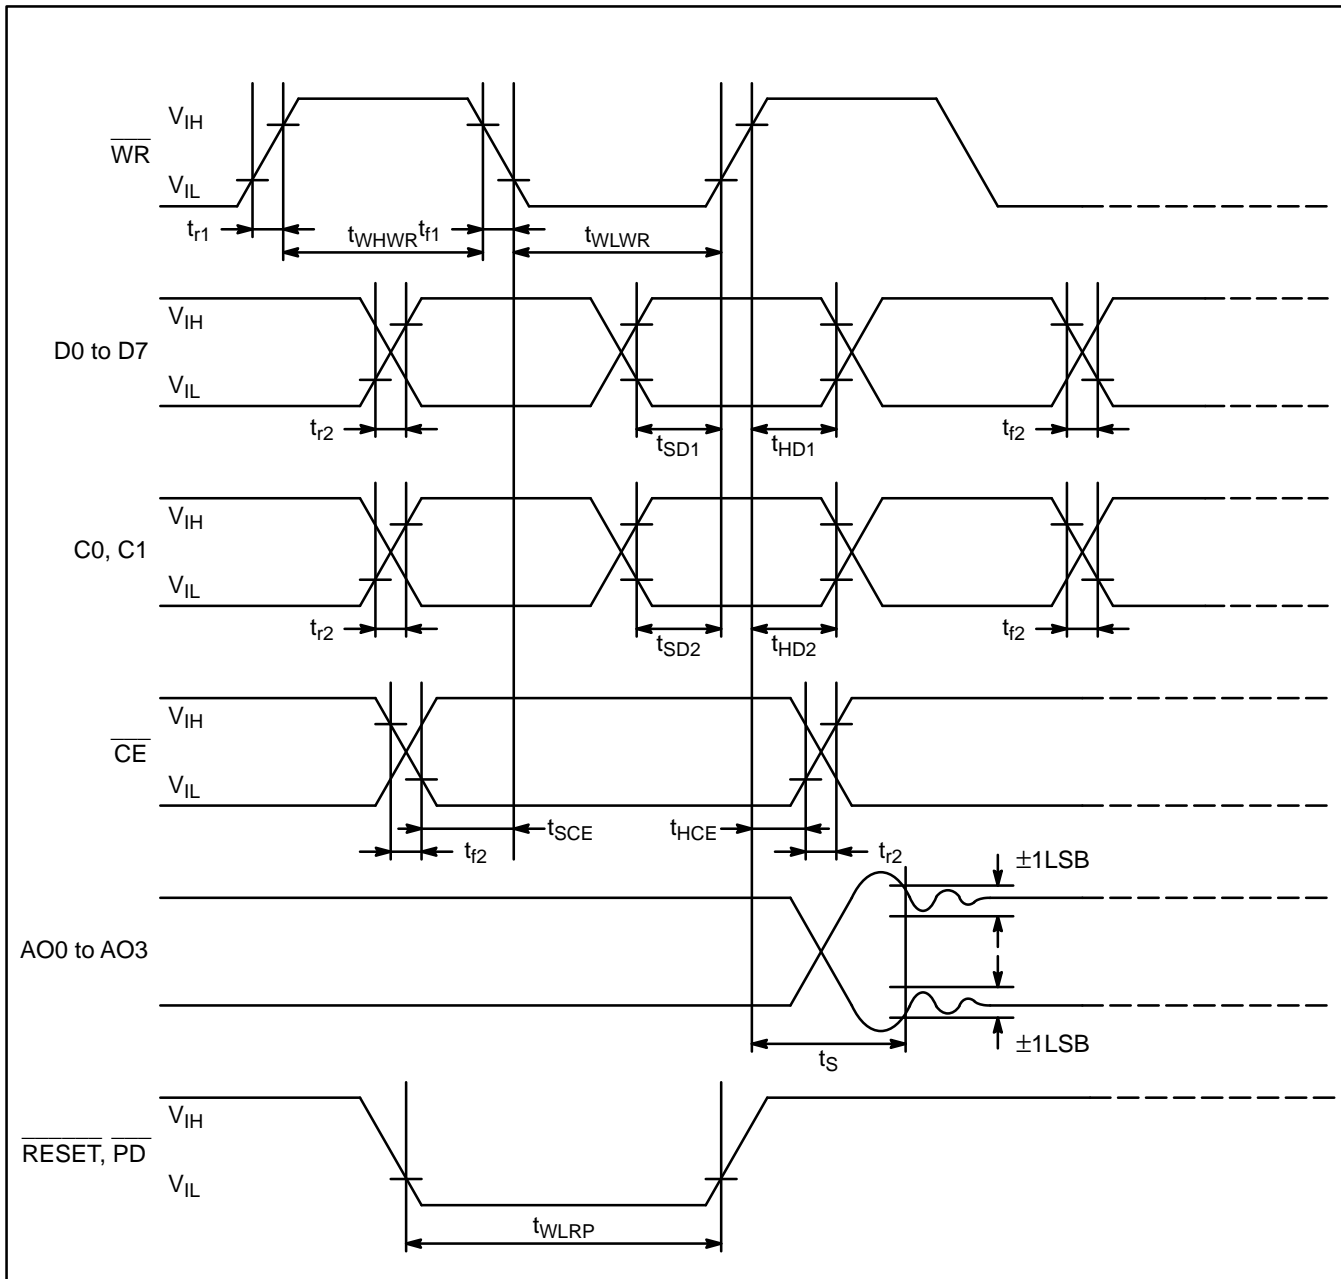 VIH
WR
VIL
tr1
tWHWR
tf1
tWLWR
VIH
D0 to D7
VIL
tr2
tSD1
tHD1
tf2
VIH
C0, C1
VIL
tr2
tSD2
tHD2
tf2
VIH
CE
VIL
tSCE
tHCE
tf2
tr2
±1LSB
AO0 to AO3
±1LSB
tS
VIH
RESET, PD
VIL
tWLRP